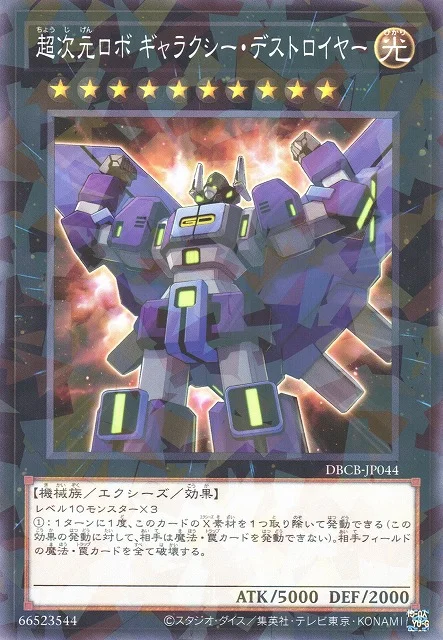 超次元ロボ ギャラクシー・デストロイヤー
光
DBCB-JP044
【機械族/エクシーズ/効果】
レベル10モンスター×3
①:1ターンに1度、このカードのX素材を1つ取り除いて発動できる(この
効果の発動に対して、相手は魔法・罠カードを発動できない)。相手フィールド
の魔法・罠カードを全て破壊する。
ATK/5000 DEF/2000
66523544
©スタジオ・ダイス/集英社・テレビ東京・KONAMI